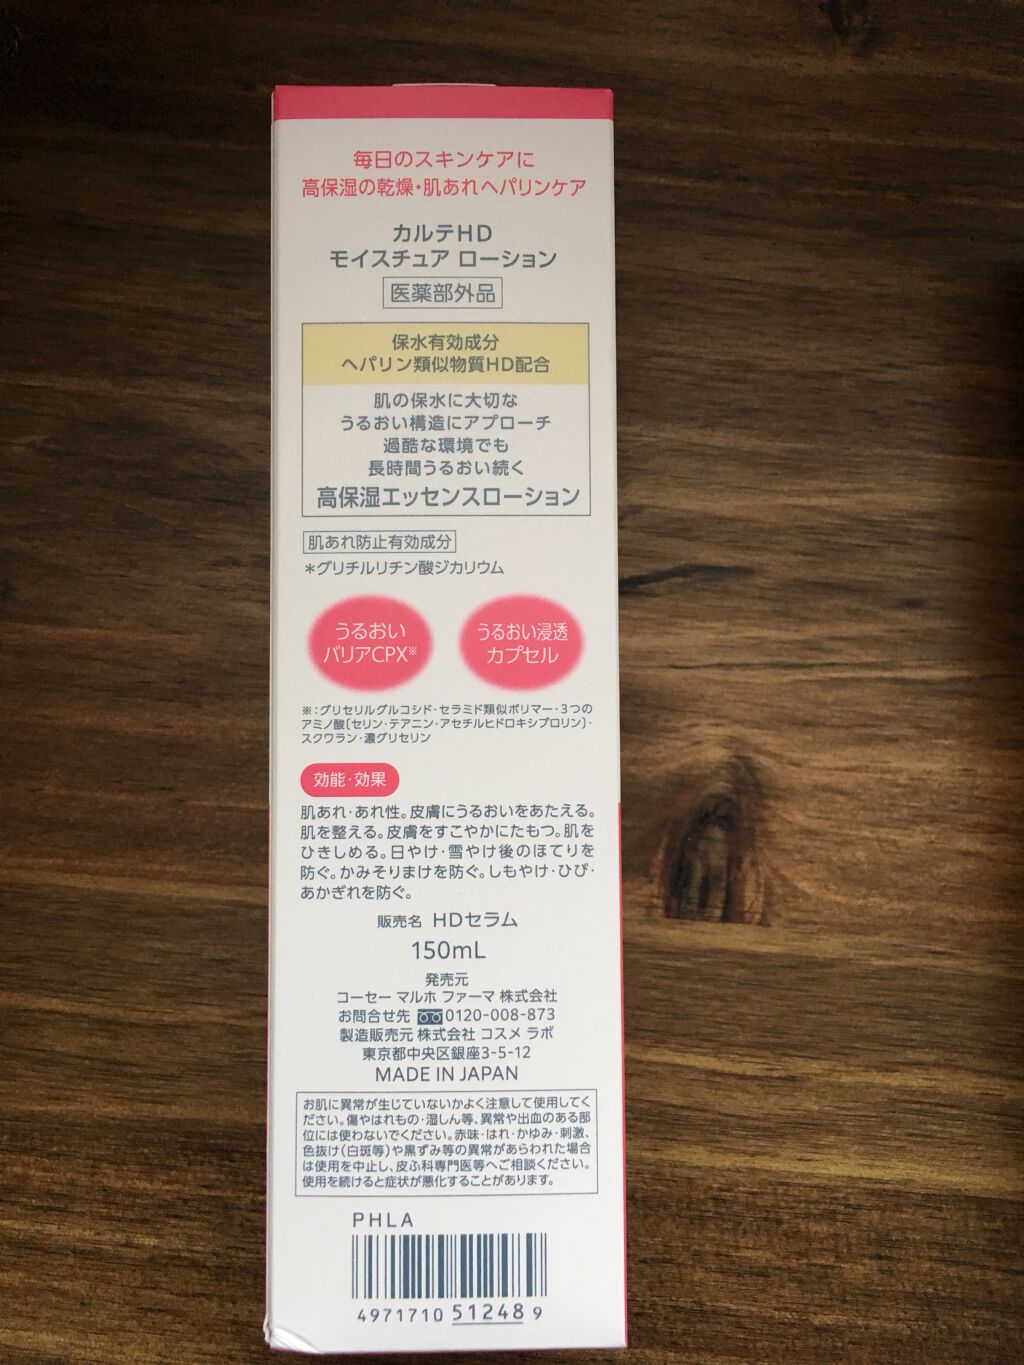 毎日のスキンケアに
高保湿の乾燥・肌あれヘパリンケア
カルテHD
モイスチュア ローション
医薬部外品
保水有効成分
ヘパリン類似物質HD配合
肌の保水に大切な
うるおい構造にアプローチ
過酷な環境でも
長時間うるおい続く
高保湿エッセンスローション
肌あれ防止有効成分
＊グリチルリチン酸ジカリウム
うるおい
バリアCPX※
うるおい浸透
カプセル
※：グリセリルグルコシド・セラミド類似ポリマー・3つの
アミノ酸〔セリン・テアニン・アセチルヒドロキシプロリン〕・
スクワラン・濃グリセリン
効能・効果
肌あれ・あれ性。皮膚にうるおいをあたえる。
肌を整える。皮膚をすこやかにたもつ。肌を
ひきしめる。日やけ・雪やけ後のほてりを
防ぐ。かみそりまけを防ぐ。しもやけ・ひび・
あかぎれを防ぐ。
販売名 HDセラム
150mL
発売元
コーセー マルホ ファーマ 株式会社
お問合せ先 0120-008-873
製造販売元 株式会社 コスメ ラボ
東京都中央区銀座3-5-12
MADE IN JAPAN
お肌に異常が生じていないかよく注意して使用してく
ださい。傷やはれもの・湿しん等、異常や出血のある部
位には使わないでください。赤味・はれ・かゆみ・刺激、
色抜け(白斑等)や黒ずみ等の異常があらわれた場合
は使用を中止し、皮ふ科専門医等へご相談ください。
使用を続けると症状が悪化することがあります。
PHLA
4971710 51248 9